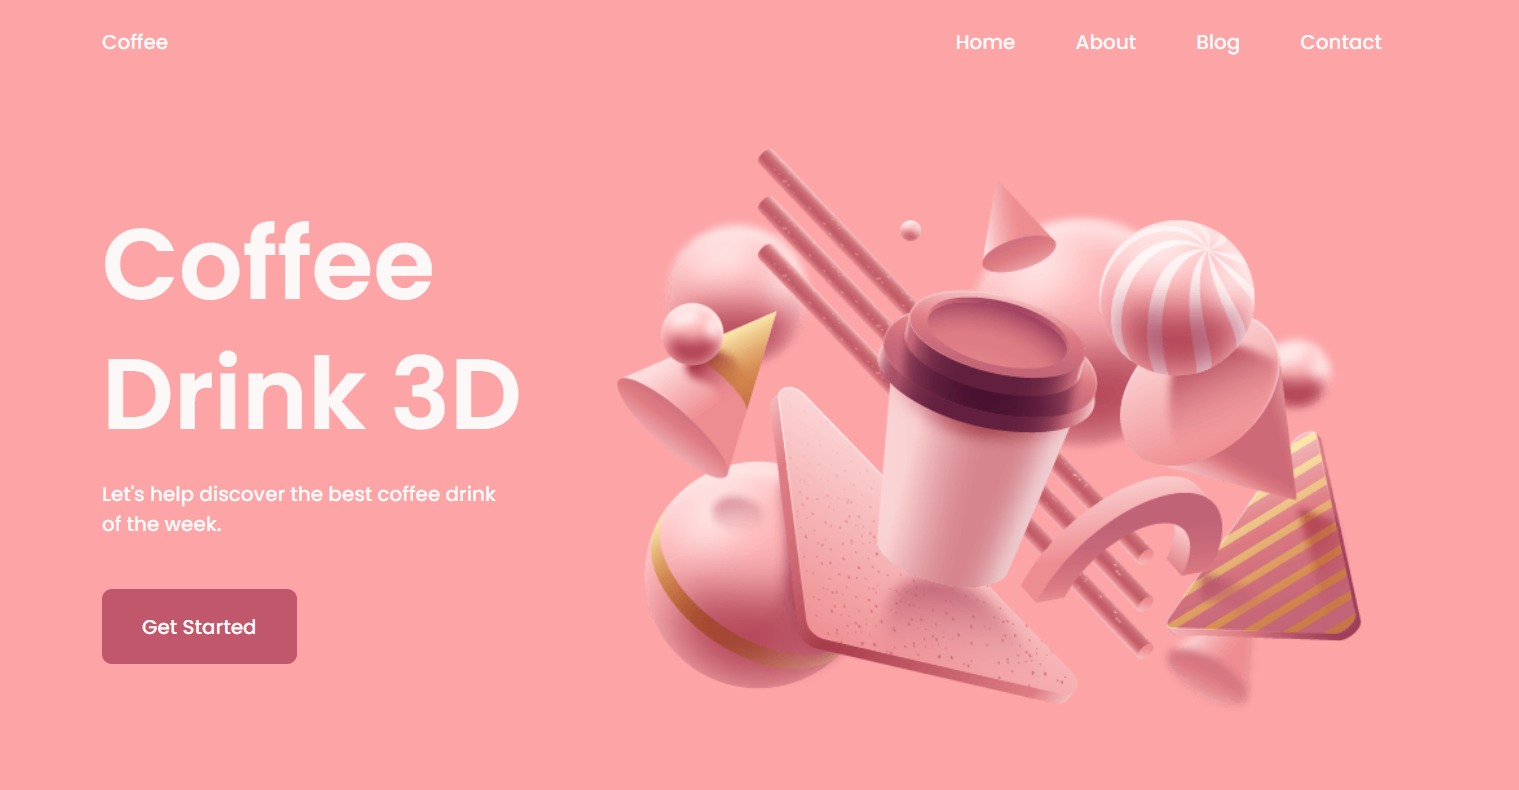 Coffee
Home About Blog Contact
Coffee
Drink 3D
Let's help discover the best coffee drink
of the week.
Get Started